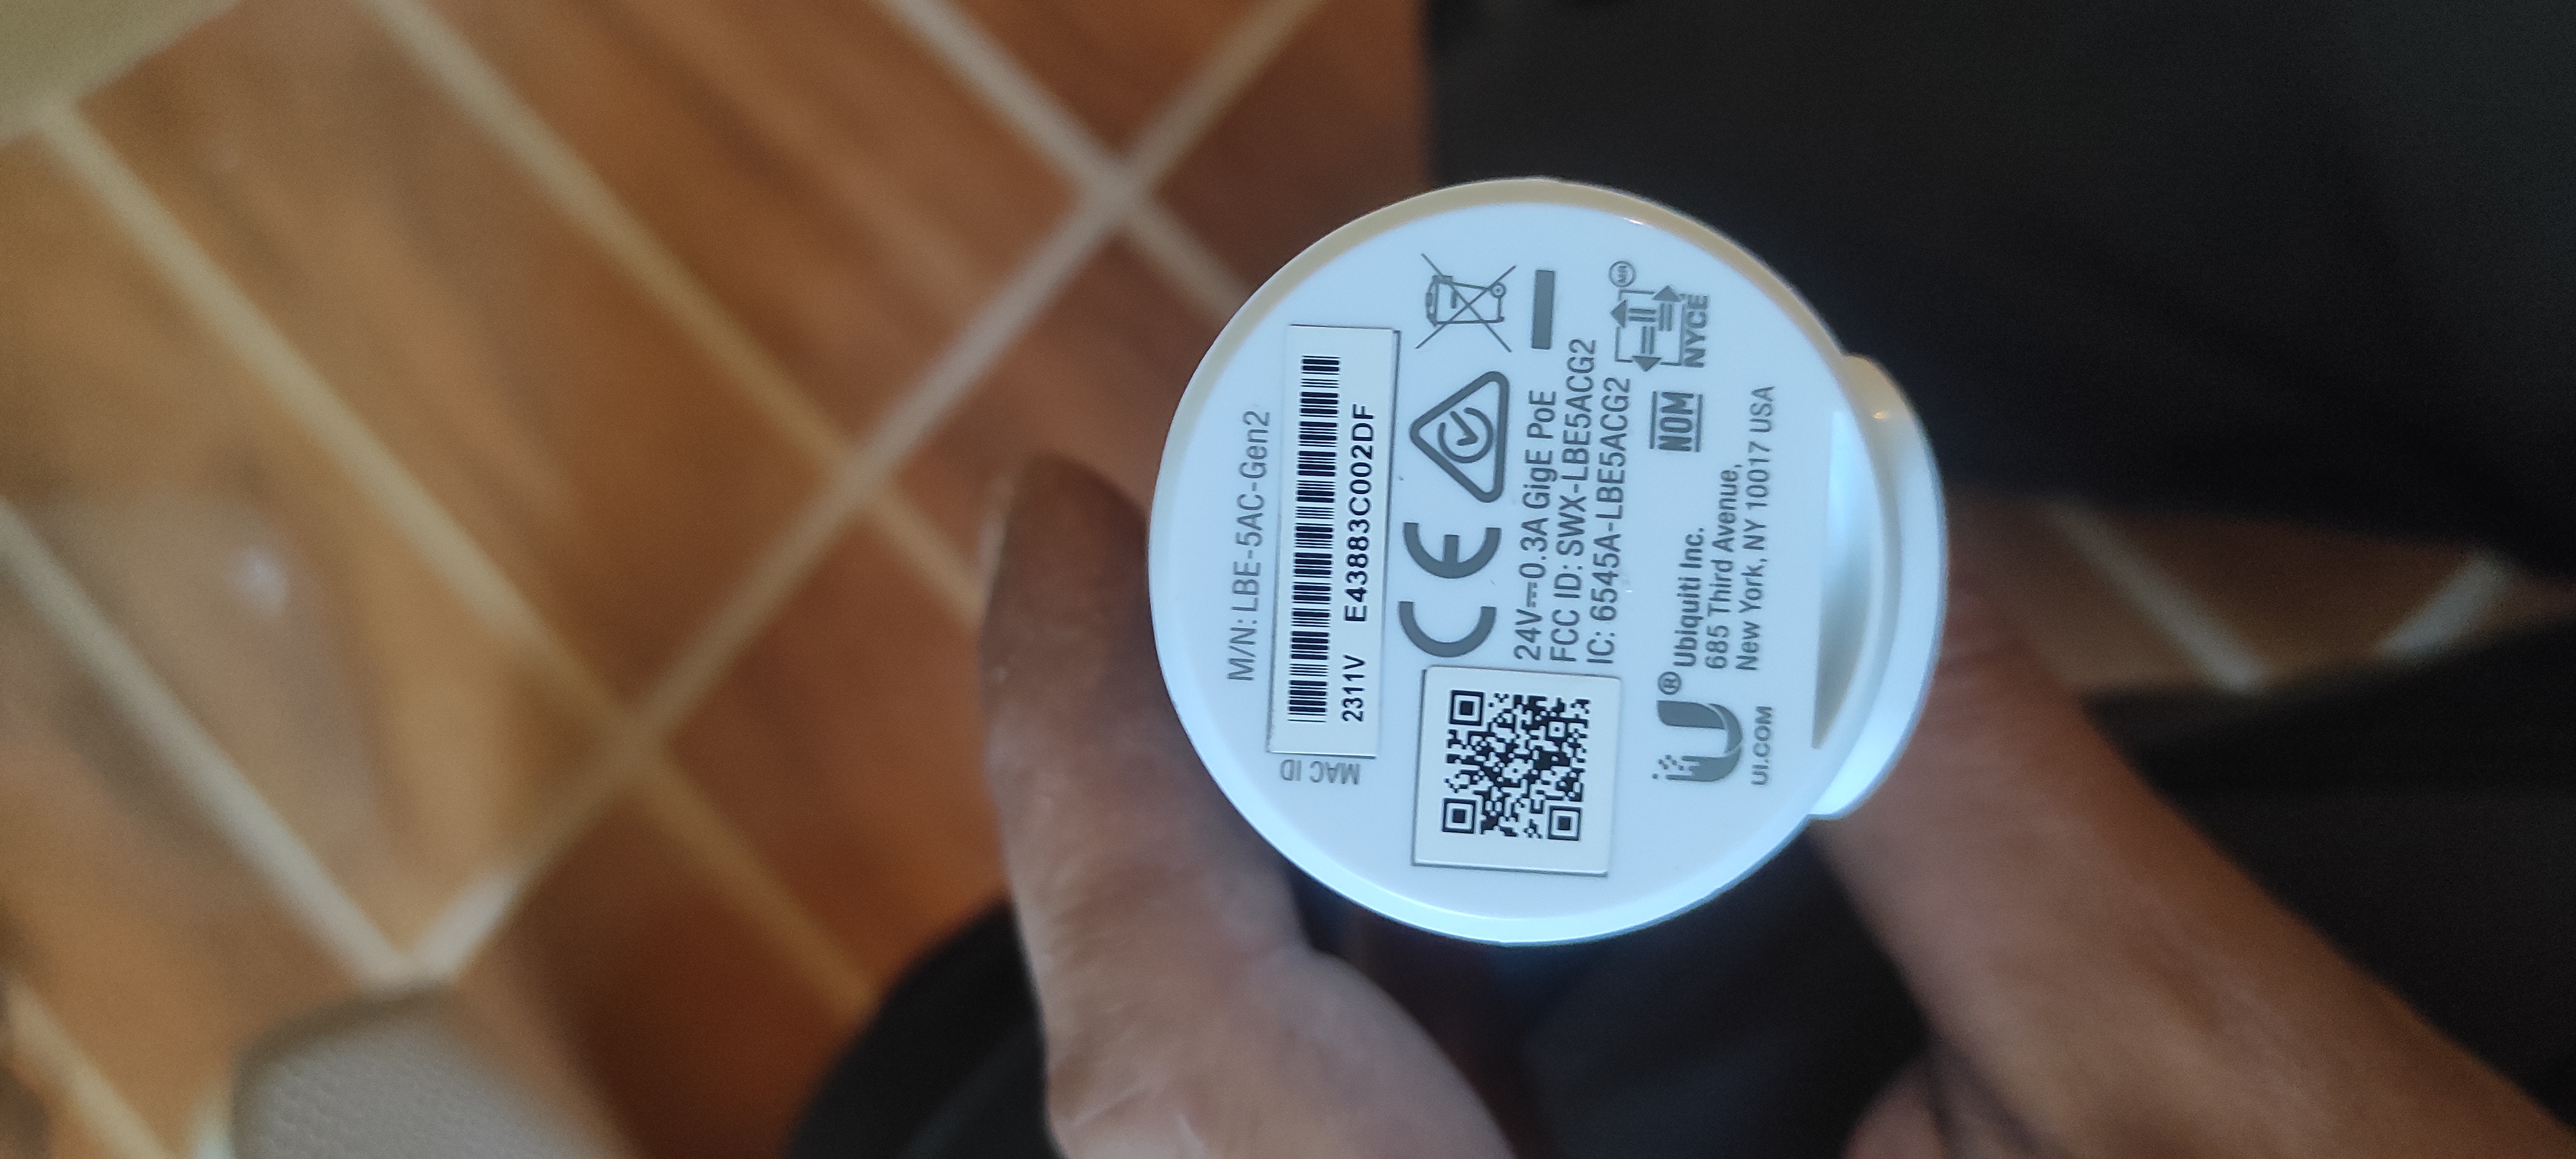 M/N: LBE-5AC-Gen2
MAC ID
2311V E43883C002DF
CE
24V⎓0.3A GigE PoE
FCC ID: SWX-LBE5ACG2
IC: 6545A-LBE5ACG2
U®
UI.COM
Ubiquiti Inc.
685 Third Avenue,
New York, NY 10017 USA
NOM
NYCE
MR